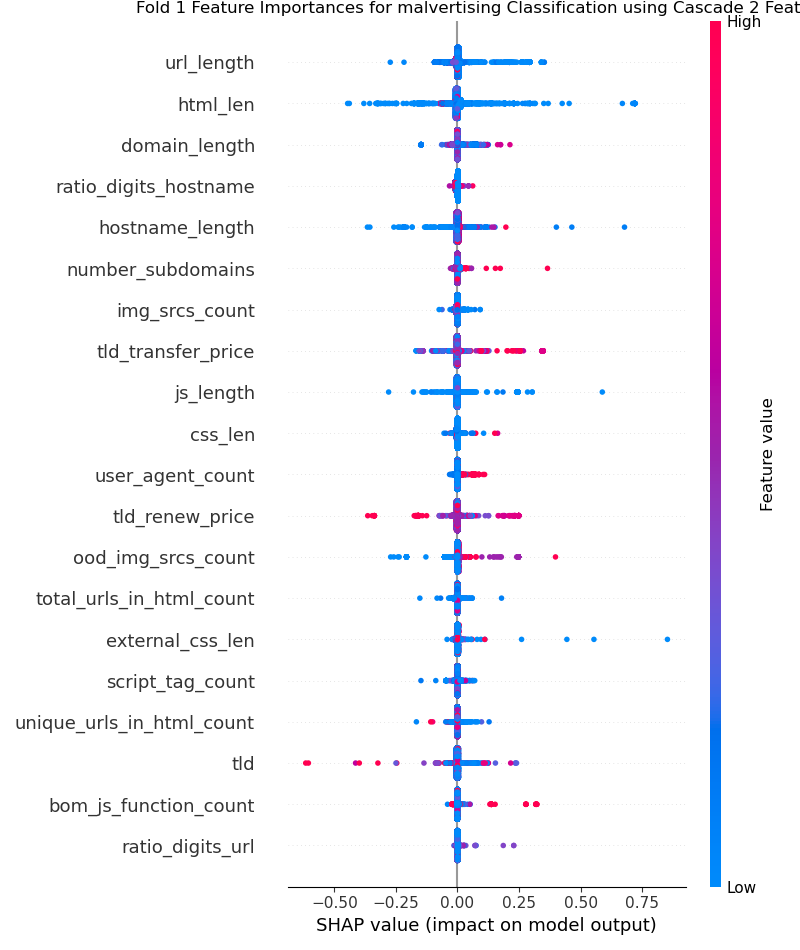 Fold 1 Feature Importances for malvertising Classification using Cascade 2 Feat
High
url_length
html_len
domain_length
ratio_digits_hostname
hostname_length
number_subdomains
img_srcs_count
tld_transfer_price
js_length
css_len
user_agent_count
tld_renew_price
ood_img_srcs_count
total_urls_in_html_count
external_css_len
script_tag_count
unique_urls_in_html_count
tld
bom_js_function_count
ratio_digits_url
Feature value
Low
−0.50 −0.25 0.00 0.25 0.50 0.75
SHAP value (impact on model output)